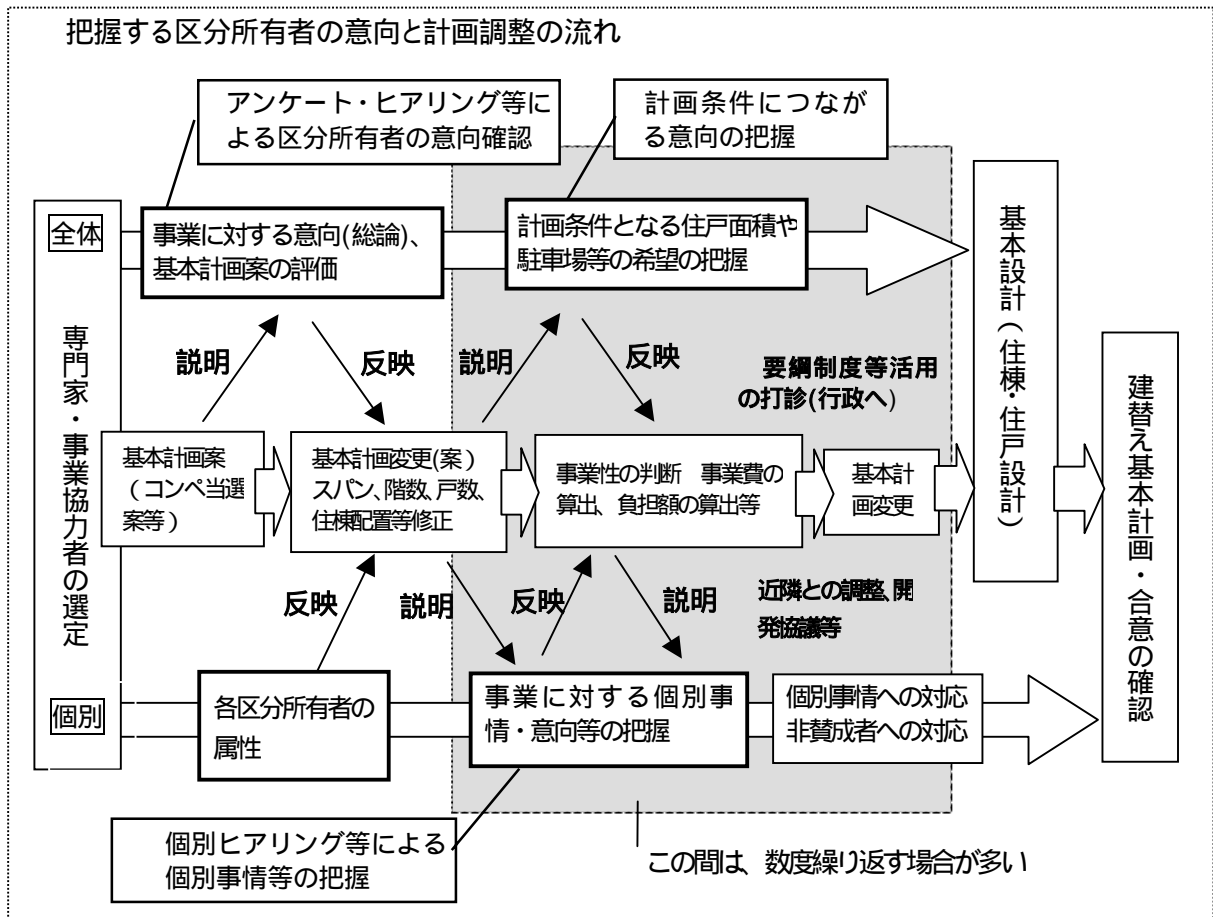 把握する区分所有者の意向と計画調整の流れ
アンケート・ヒアリング等に
よる区分所有者の意向確認
計画条件につなが
る意向の把握
全体
専門家・事業協力者の選定
個別
事業に対する意向(総論)、
基本計画案の評価
計画条件となる住戸面積や
駐車場等の希望の把握
説明
反映
説明
反映
要綱制度等活用
の打診(行政へ)
基本計画案
(コンペ当選
案等)
基本計画変更(案)
スパン、階数、戸数、
住棟配置等修正
事業性の判断 事業費の
算出、負担額の算出等
基本計
画変更
基本設計(住棟・住戸設計)
建替え基本計画・合意の確認
反映
説明
反映
説明
近隣との調整、開
発協議等
各区分所有者の
属性
事業に対する個別事
情・意向等の把握
個別事情への対応
非賛成者への対応
個別ヒアリング等による
個別事情等の把握
この間は、数度繰り返す場合が多い